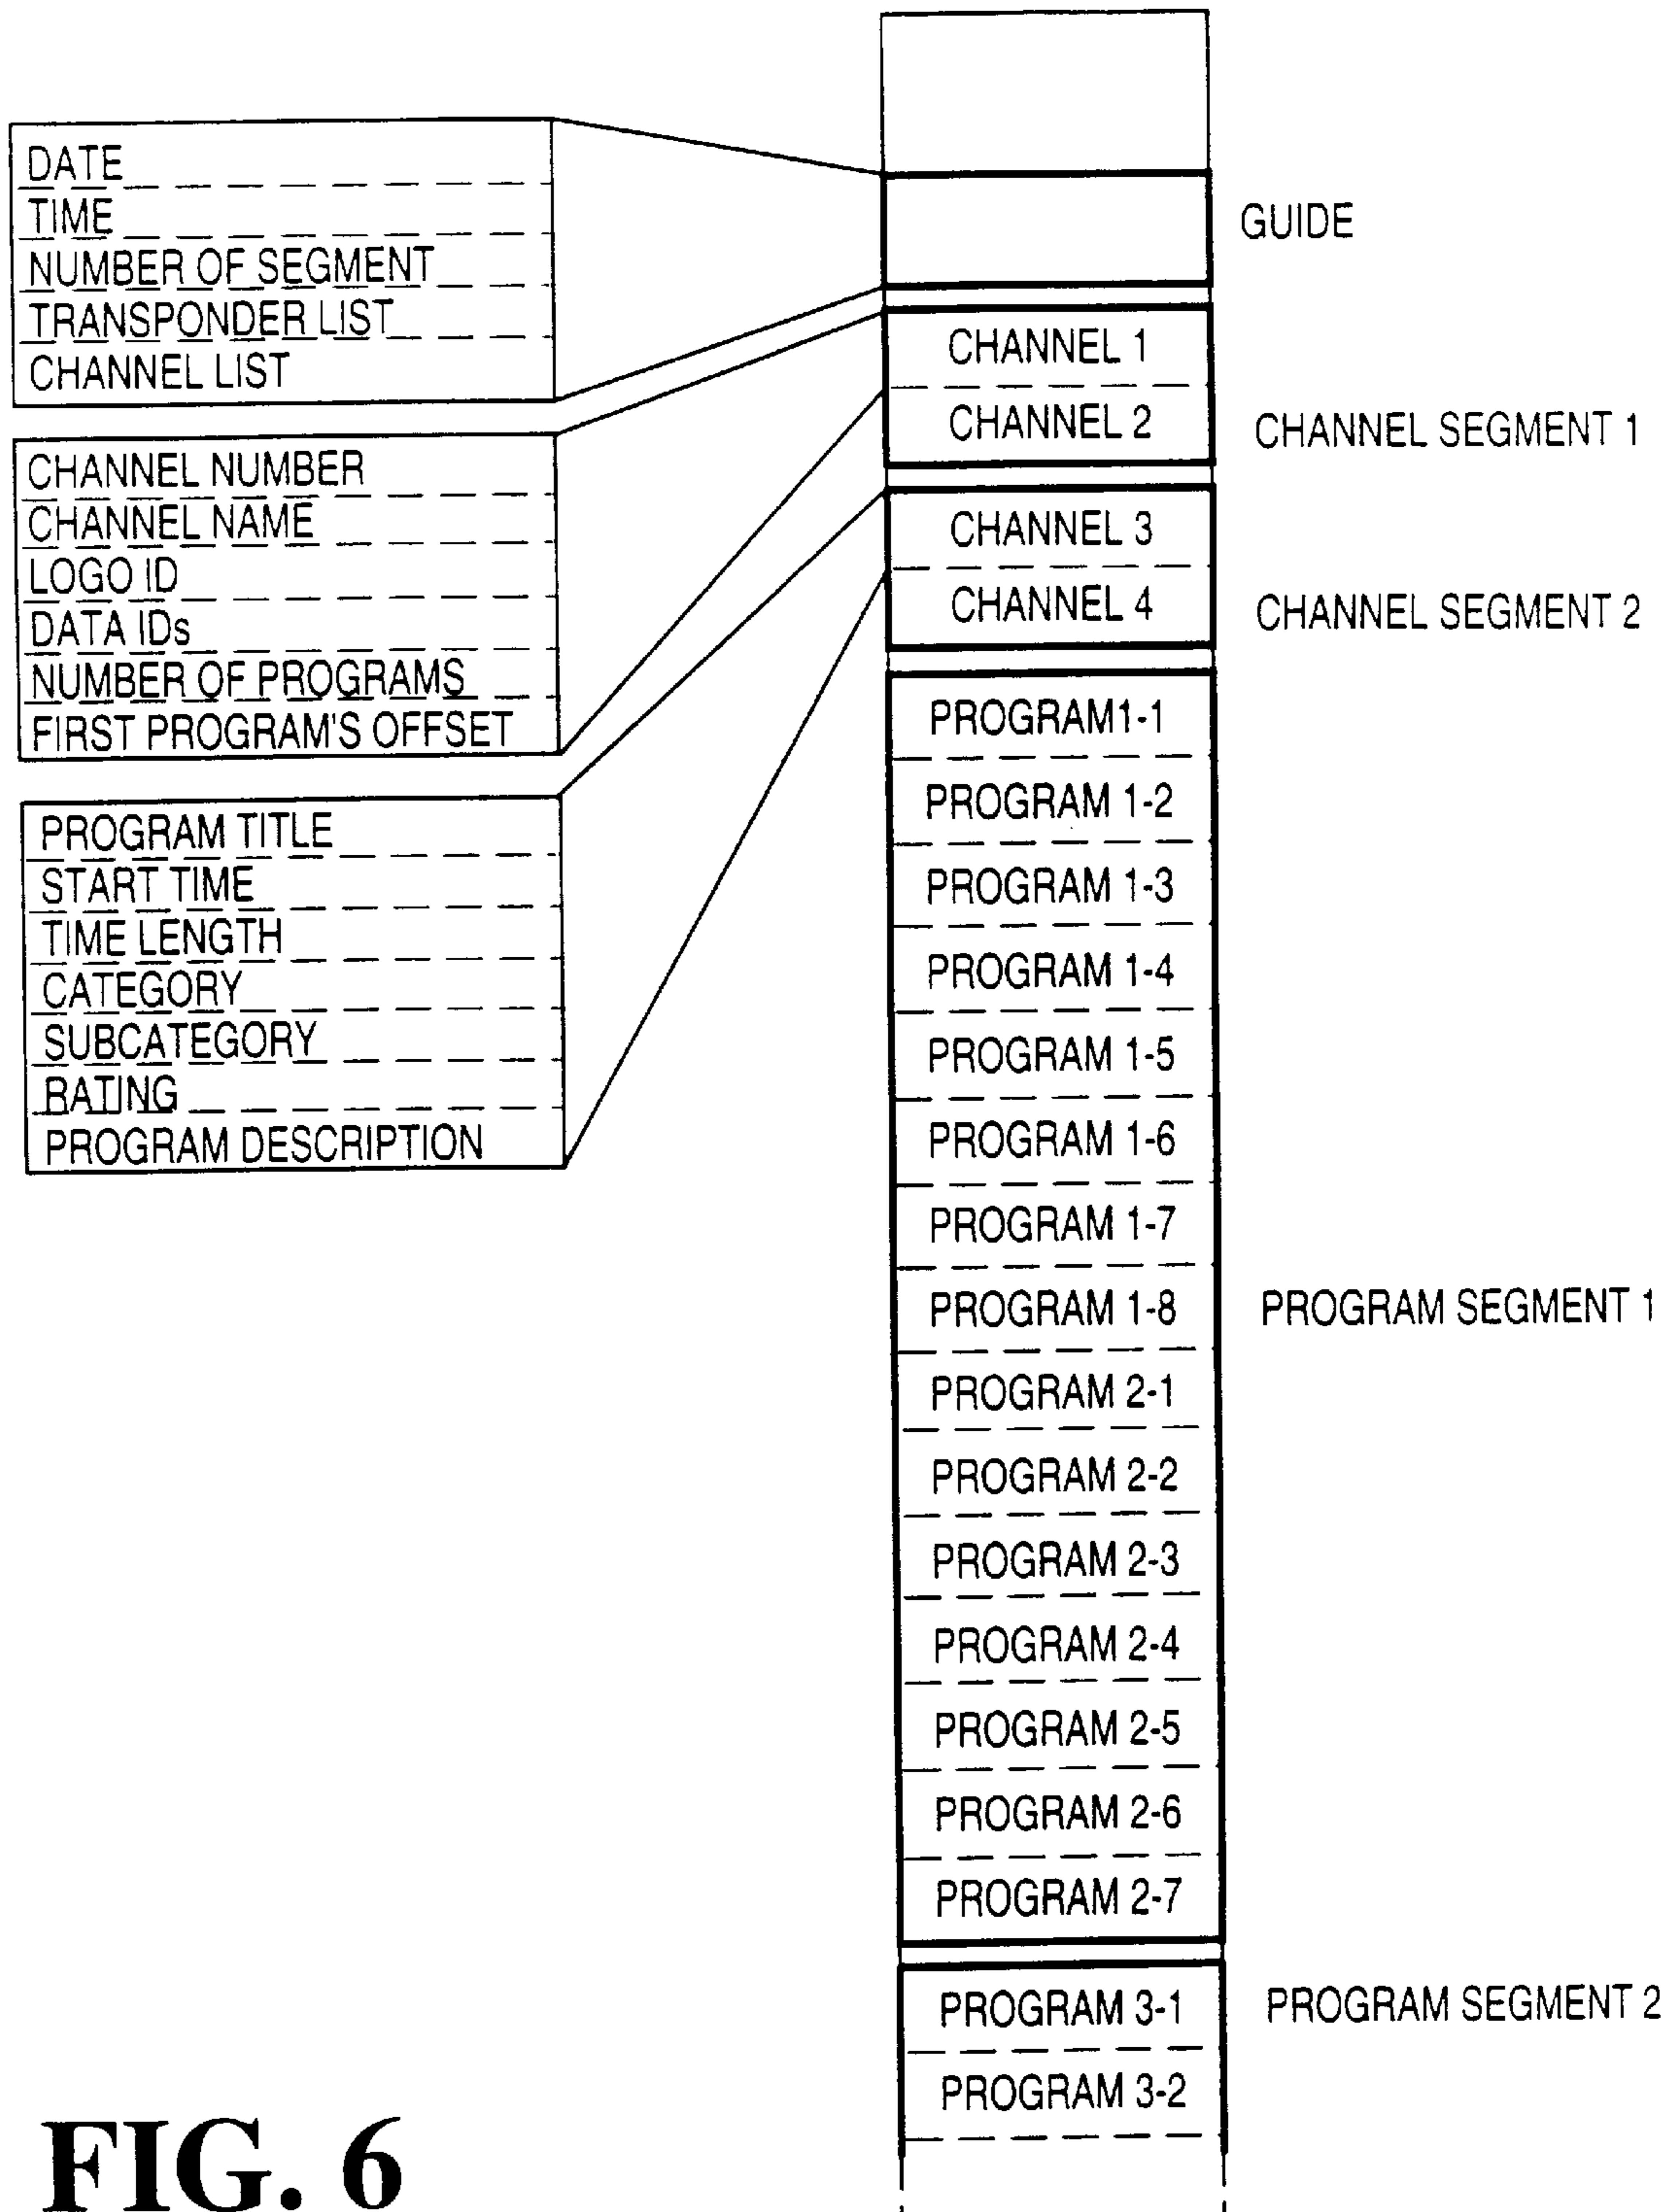 DATE
TIME
NUMBER OF SEGMENT
TRANSPONDER LIST
CHANNEL LIST
CHANNEL NUMBER
CHANNEL NAME
LOGO ID
DATA IDs
NUMBER OF PROGRAMS
FIRST PROGRAM'S OFFSET
PROGRAM TITLE
START TIME
TIME LENGTH
CATEGORY
SUBCATEGORY
RATING
PROGRAM DESCRIPTION
GUIDE
CHANNEL 1
CHANNEL 2
CHANNEL SEGMENT 1
CHANNEL 3
CHANNEL 4
CHANNEL SEGMENT 2
PROGRAM1-1
PROGRAM 1-2
PROGRAM 1-3
PROGRAM 1-4
PROGRAM 1-5
PROGRAM 1-6
PROGRAM 1-7
PROGRAM 1-8
PROGRAM SEGMENT 1
PROGRAM 2-1
PROGRAM 2-2
PROGRAM 2-3
PROGRAM 2-4
PROGRAM 2-5
PROGRAM 2-6
PROGRAM 2-7
PROGRAM 3-1
PROGRAM SEGMENT 2
PROGRAM 3-2
FIG. 6